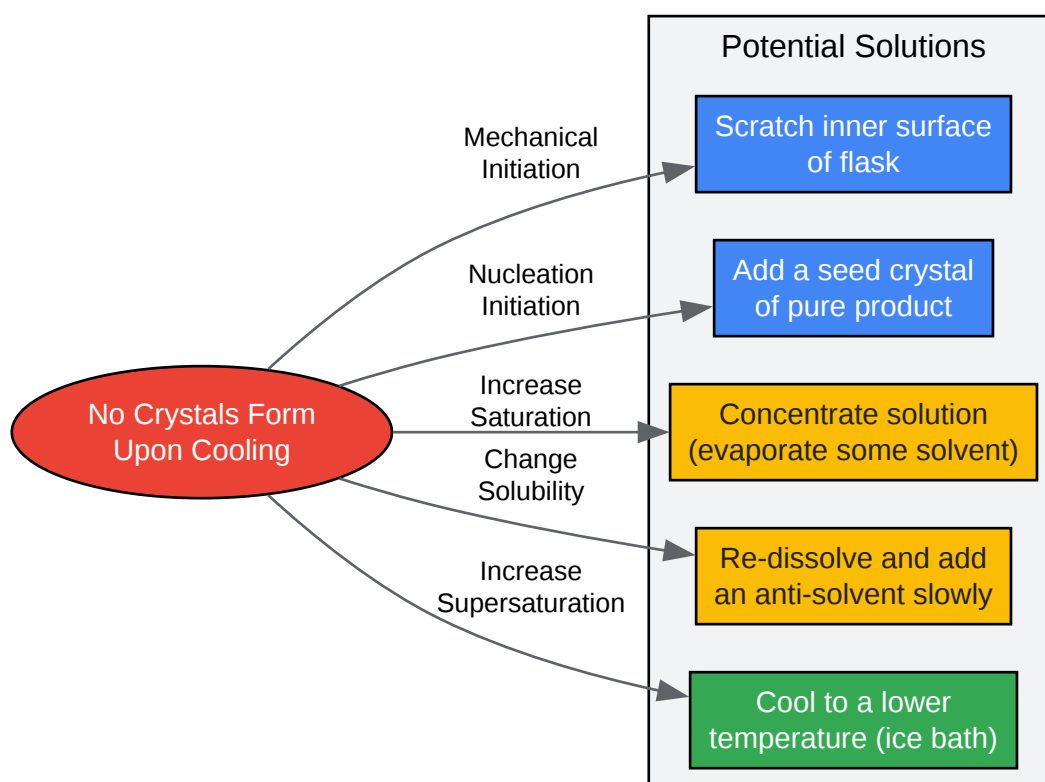 Potential Solutions
Scratch inner surface
of flask
Mechanical
Initiation
Add a seed crystal
of pure product
Nucleation
Initiation
No Crystals Form
Upon Cooling
Increase
Saturation
Concentrate solution
(evaporate some solvent)
Change
Solubility
Re-dissolve and add
an anti-solvent slowly
Increase
Supersaturation
Cool to a lower
temperature (ice bath)